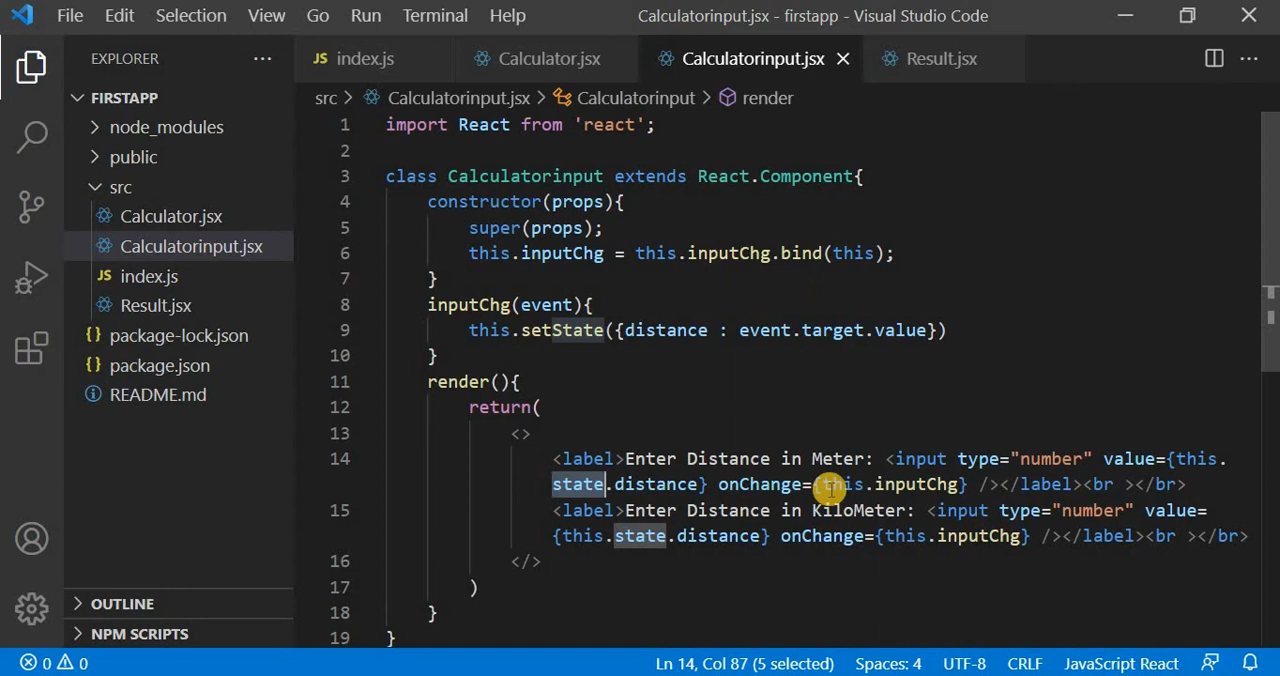 File Edit Selection View Go Run Terminal Help Calculatorinput.jsx - firstapp - Visual Studio Code
EXPLORER
JS index.js Calculator.jsx Calculatorinput.jsx Result.jsx
FIRSTAPP
node_modules
public
src
Calculator.jsx
Calculatorinput.jsx
JS index.js
Result.jsx
{} package-lock.json
{} package.json
README.md
OUTLINE
NPM SCRIPTS
src > Calculatorinput.jsx > Calculatorinput > render
1 import React from 'react';
2
3 class Calculatorinput extends React.Component{
4 constructor(props){
5 super(props);
6 this.inputChg = this.inputChg.bind(this);
7 }
8 inputChg(event){
9 this.setState({distance : event.target.value})
10 }
11 render(){
12 return(
13 <>
14 <label>Enter Distance in Meter: <input type="number" value={this.
state.distance} onChange={this.inputChg} /></label><br ></br>
15 <label>Enter Distance in KiloMeter: <input type="number" value=
{this.state.distance} onChange={this.inputChg} /></label><br ></br>
16 </>
17 )
18 }
19 }
0 0 Ln 14, Col 87 (5 selected) Spaces: 4 UTF-8 CRLF JavaScript React